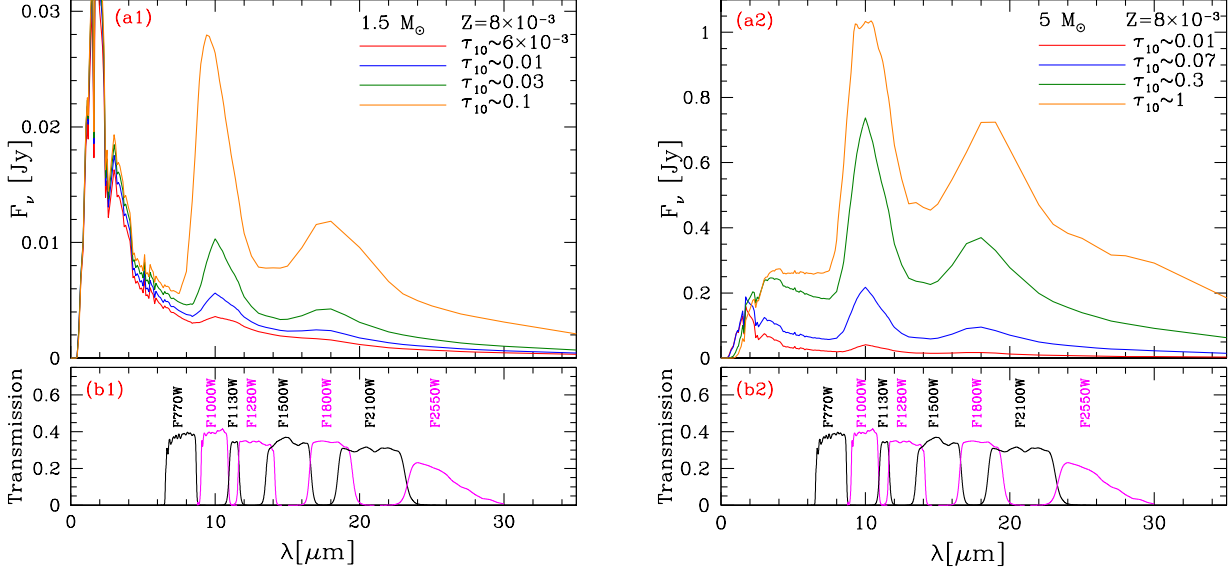 (a1)
1.5 M☉ Z=8×10⁻³
τ₁₀~6×10⁻³
τ₁₀~0.01
τ₁₀~0.03
τ₁₀~0.1
0.03
0.02
0.01
0
Fν [Jy]
(b1)
F770W F1000W F1130W F1280W F1500W F1800W F2100W F2550W
0.6
0.4
0.2
0
Transmission
0 10 20 30
λ[μm]
(a2)
5 M☉ Z=8×10⁻³
τ₁₀~0.01
τ₁₀~0.07
τ₁₀~0.3
τ₁₀~1
1
0.8
0.6
0.4
0.2
0
Fν [Jy]
(b2)
F770W F1000W F1130W F1280W F1500W F1800W F2100W F2550W
0.6
0.4
0.2
0
Transmission
0 10 20 30
λ[μm]